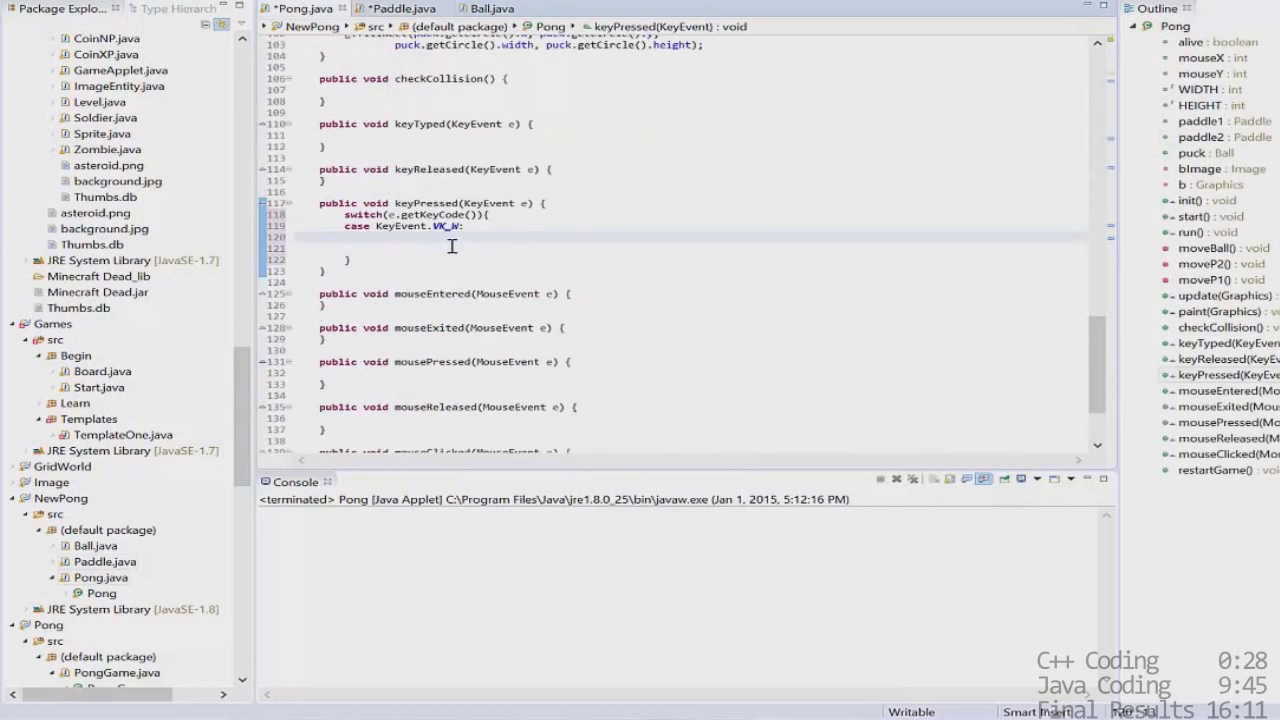 Package Explo...
Type Hierarch
CoinNP.java
CoinXP.java
GameApplet.java
ImageEntity.java
Level.java
Soldier.java
Sprite.java
Zombie.java
asteroid.png
background.jpg
Thumbs.db
asteroid.png
background.jpg
Thumbs.db
JRE System Library [JavaSE-1.7]
Minecraft Dead_lib
Minecraft Dead.jar
Thumbs.db
Games
src
Begin
Board.java
Start.java
Learn
Templates
TemplateOne.java
JRE System Library [JavaSE-1.7]
GridWorld
Image
NewPong
src
(default package)
Ball.java
Paddle.java
Pong.java
Pong
JRE System Library [JavaSE-1.8]
Pong
src
(default package)
PongGame.java
*Pong.java
*Paddle.java
Ball.java
NewPong
src
(default package)
Pong
keyPressed(KeyEvent) : void
103 puck.getCircle().width, puck.getCircle().height);
104 }
105
106 public void checkCollision() {
107
108 }
109
110 public void keyTyped(KeyEvent e) {
111
112 }
113
114 public void keyReleased(KeyEvent e) {
115 }
116
117 public void keyPressed(KeyEvent e) {
118 switch(e.getKeyCode()){
119 case KeyEvent.VK_W:
120
121
122 }
123 }
124
125 public void mouseEntered(MouseEvent e) {
126 }
127
128 public void mouseExited(MouseEvent e) {
129 }
130
131 public void mousePressed(MouseEvent e) {
132
133 }
134
135 public void mouseReleased(MouseEvent e) {
136
137 }
138
Console
<terminated> Pong [Java Applet] C:\Program Files\Java\jre1.8.0_25\bin\javaw.exe (Jan 1, 2015, 5:12:16 PM)
Outline
Pong
alive : boolean
mouseX : int
mouseY : int
WIDTH : int
HEIGHT : int
paddle1 : Paddle
paddle2 : Paddle
puck : Ball
bImage : Image
b : Graphics
init() : void
start() : void
run() : void
moveBall() : void
moveP2() : void
moveP1() : void
update(Graphics) : void
paint(Graphics) : void
checkCollision() : void
keyTyped(KeyEvent
keyReleased(KeyEve
keyPressed(KeyEve
mouseEntered(Mo
mouseExited(Mous
mousePressed(Mou
mouseReleased(Mo
mouseClicked(Mou
restartGame() : void
C++ Coding 0:28
Java Coding 9:45
Final Results 16:11
Writable
Smart Insert